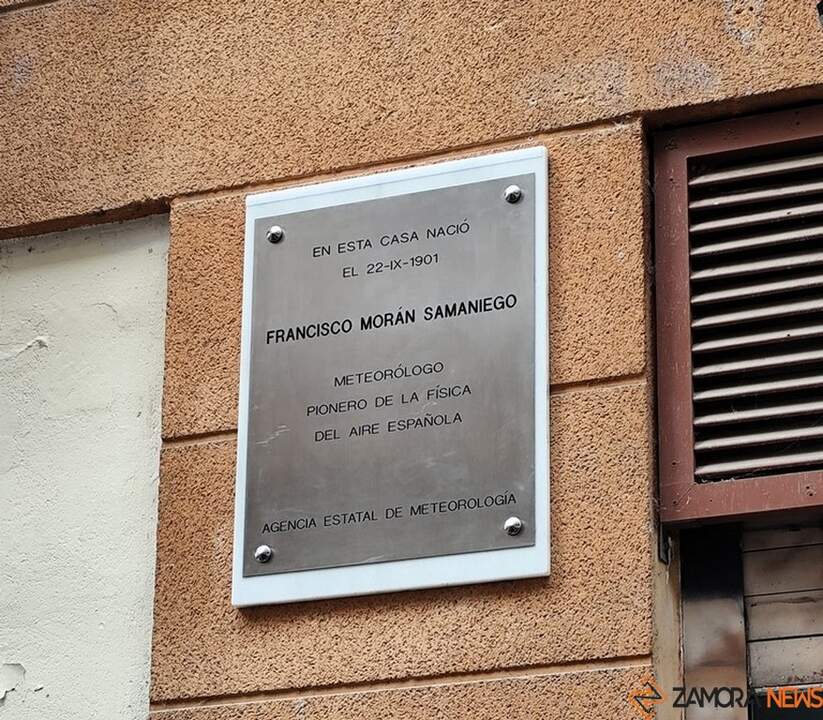 EN ESTA CASA NACIÓ
EL 22-IX-1901
FRANCISCO MORÁN SAMANIEGO
METEORÓLOGO
PIONERO DE LA FÍSICA
DEL AIRE ESPAÑOLA
AGENCIA ESTATAL DE METEOROLOGÍA
ZAMORA NEWS